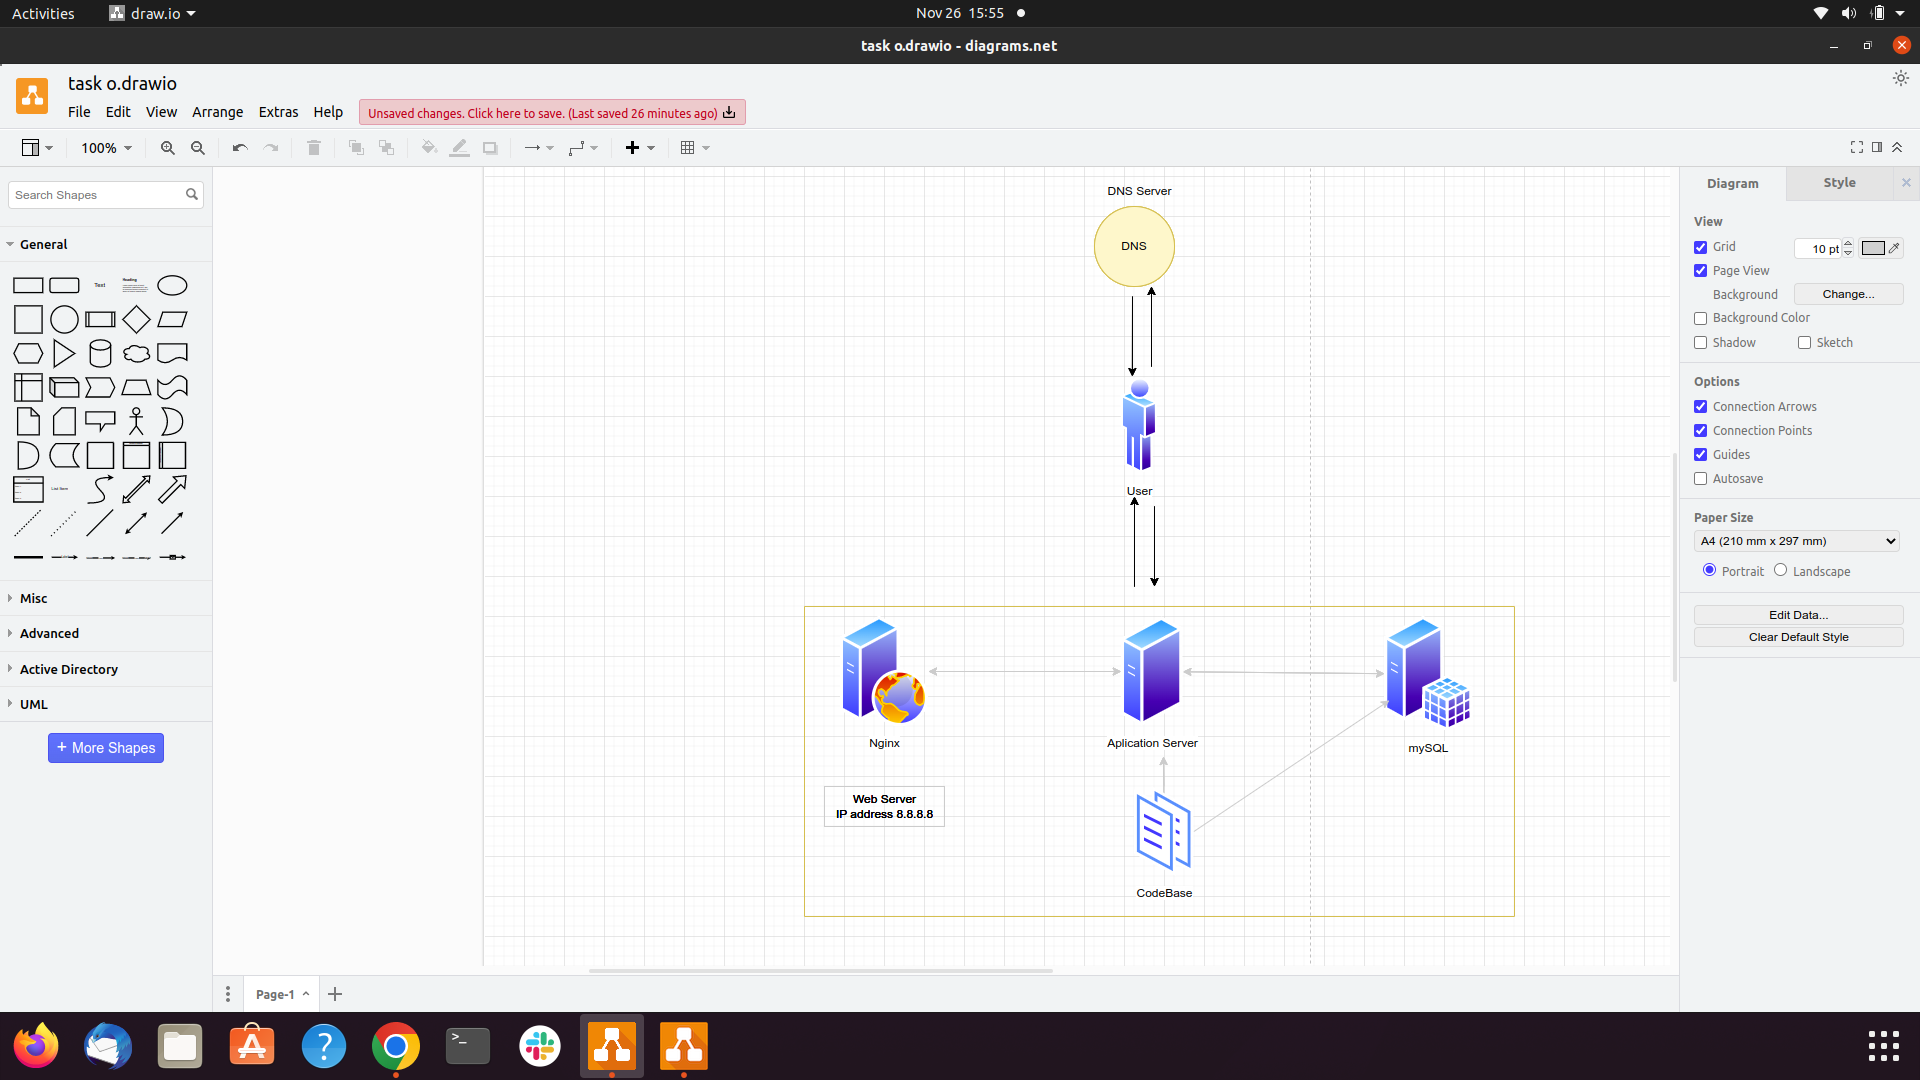 Activities
draw.io
Nov 26 15:55
task o.drawio - diagrams.net
task o.drawio
File Edit View Arrange Extras Help
Unsaved changes. Click here to save. (Last saved 26 minutes ago)
100%
Search Shapes
General
Text
Heading
List Item
Misc
Advanced
Active Directory
UML
+ More Shapes
DNS Server
DNS
User
Nginx
Aplication Server
mySQL
Web Server
IP address 8.8.8.8
CodeBase
Page-1
Diagram
Style
View
Grid
10 pt
Page View
Background
Change...
Background Color
Shadow
Sketch
Options
Connection Arrows
Connection Points
Guides
Autosave
Paper Size
A4 (210 mm x 297 mm)
Portrait
Landscape
Edit Data...
Clear Default Style